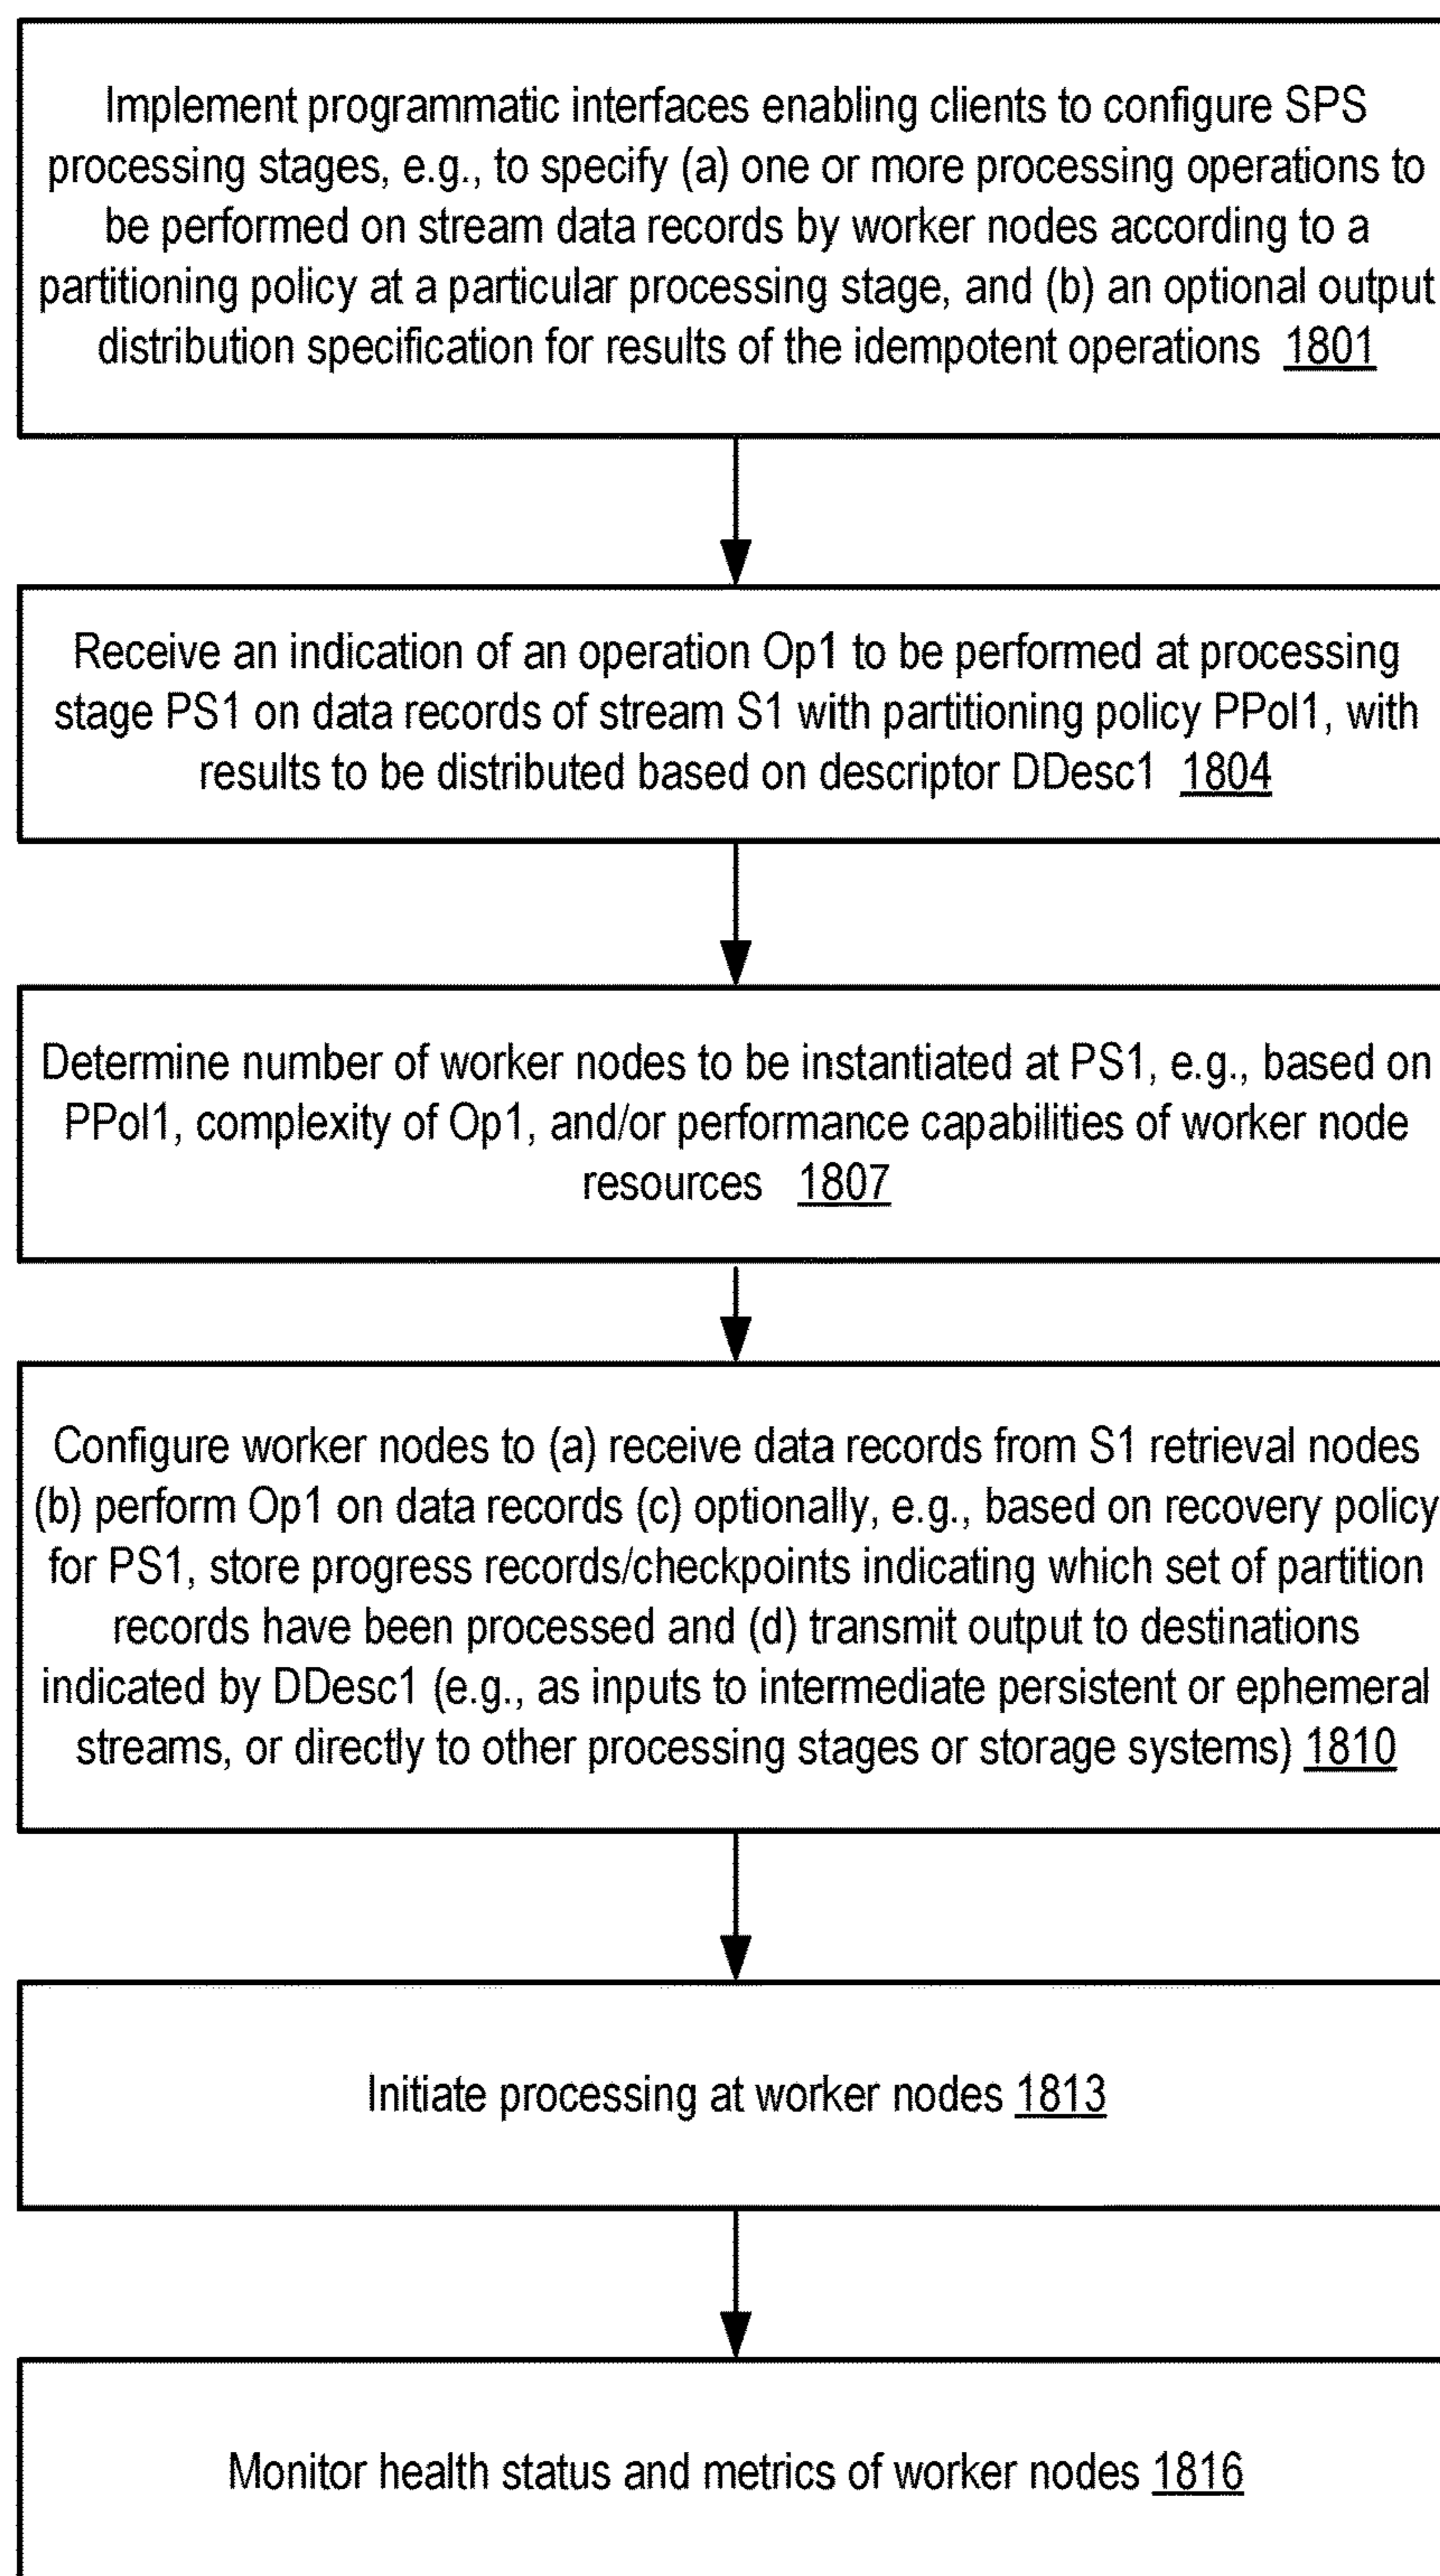 Implement programmatic interfaces enabling clients to configure SPS
processing stages, e.g., to specify (a) one or more processing operations to
be performed on stream data records by worker nodes according to a
partitioning policy at a particular processing stage, and (b) an optional output
distribution specification for results of the idempotent operations 1801
Receive an indication of an operation Op1 to be performed at processing
stage PS1 on data records of stream S1 with partitioning policy PPol1, with
results to be distributed based on descriptor DDesc1 1804
Determine number of worker nodes to be instantiated at PS1, e.g., based on
PPol1, complexity of Op1, and/or performance capabilities of worker node
resources 1807
Configure worker nodes to (a) receive data records from S1 retrieval nodes
(b) perform Op1 on data records (c) optionally, e.g., based on recovery policy
for PS1, store progress records/checkpoints indicating which set of partition
records have been processed and (d) transmit output to destinations
indicated by DDesc1 (e.g., as inputs to intermediate persistent or ephemeral
streams, or directly to other processing stages or storage systems) 1810
Initiate processing at worker nodes 1813
Monitor health status and metrics of worker nodes 1816